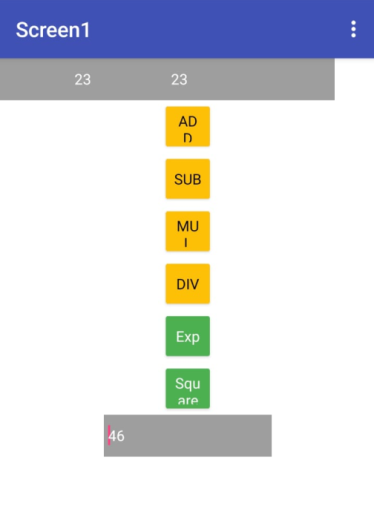 Screen1
23 23
AD
D
SUB
MU
L
DIV
Exp
Squ
are
46